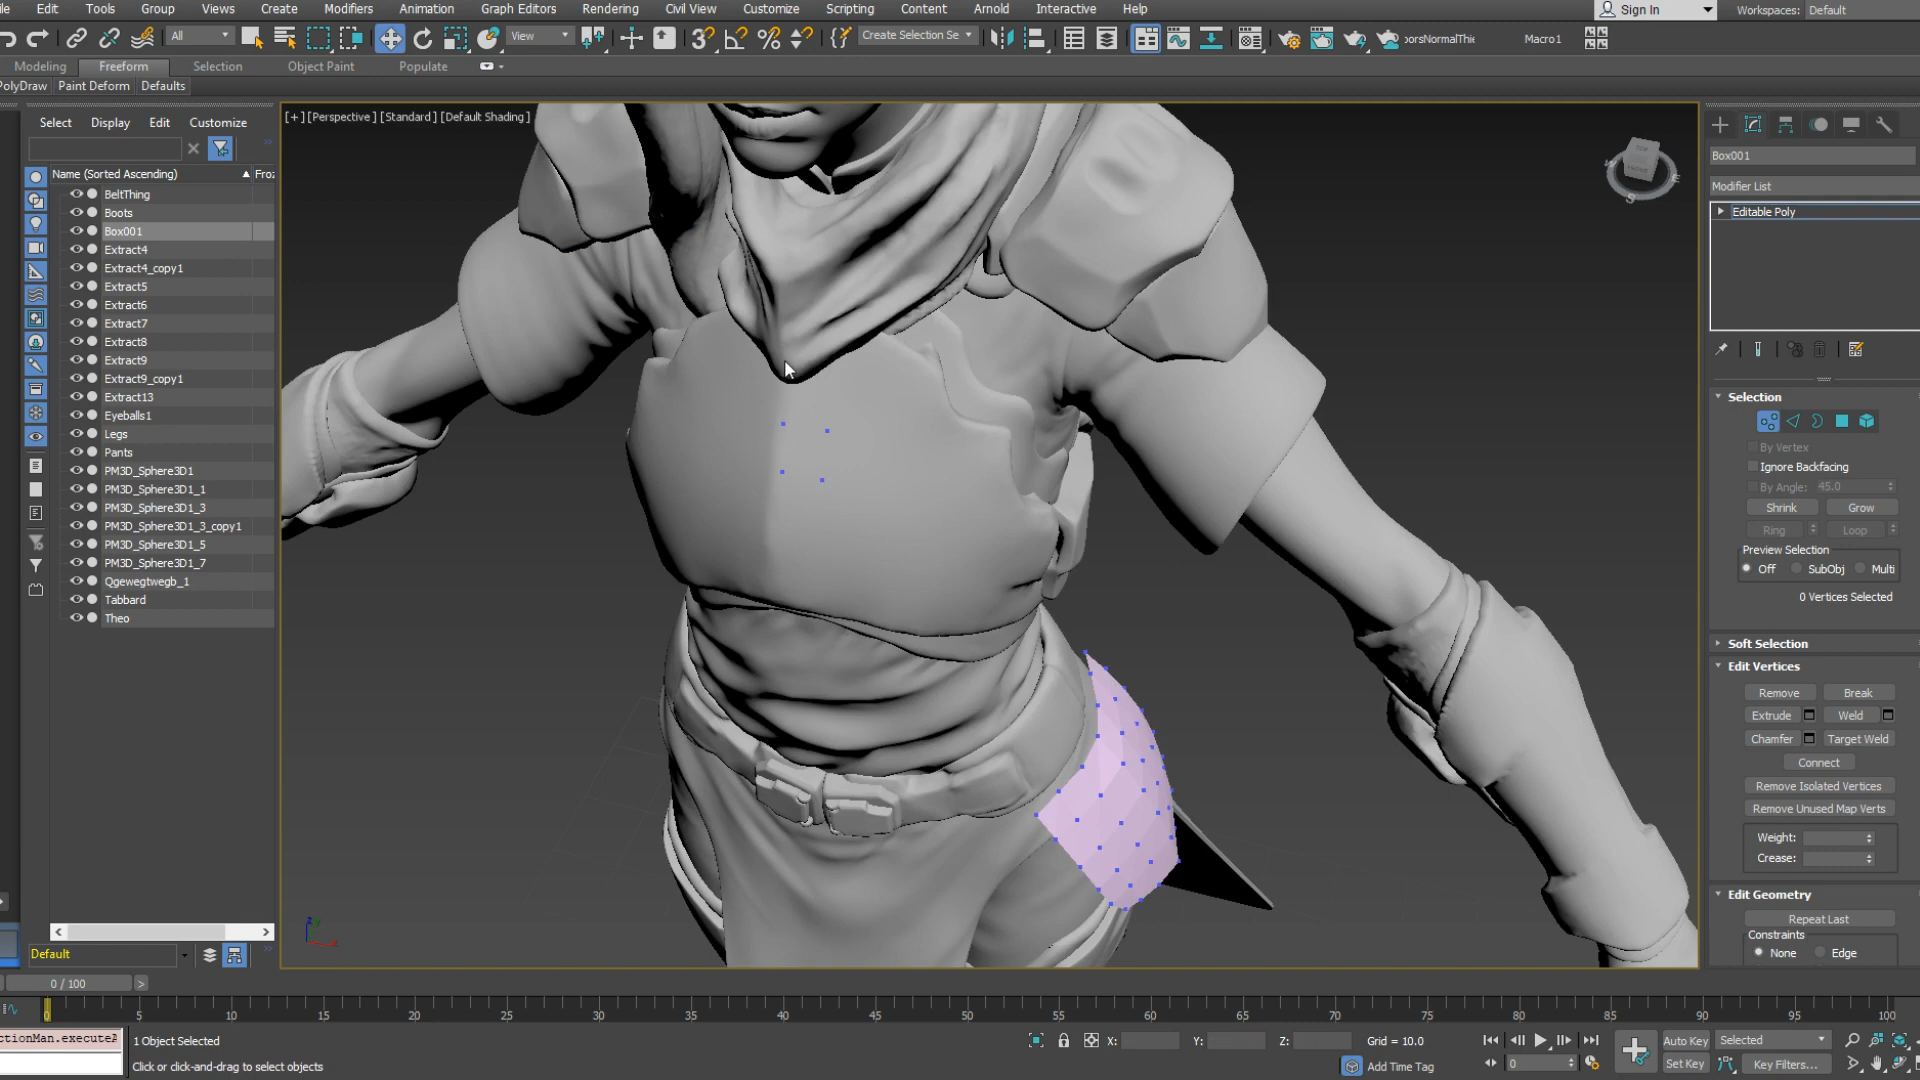 Edit Tools Group Views Create Modifiers Animation Graph Editors Rendering Civil View Customize Scripting Content Arnold Interactive Help Sign In Workspaces: Default
All View Create Selection Se Macro1
Modeling Freeform Selection Object Paint Populate
PolyDraw Paint Deform Defaults
Select Display Edit Customize
[+] [Perspective] [Standard] [Default Shading]
Name (Sorted Ascending) Fro
BeltThing
Boots
Box001
Extract4
Extract4_copy1
Extract5
Extract6
Extract7
Extract8
Extract9
Extract9_copy1
Extract13
Eyeballs1
Legs
Pants
PM3D_Sphere3D1
PM3D_Sphere3D1_1
PM3D_Sphere3D1_3
PM3D_Sphere3D1_3_copy1
PM3D_Sphere3D1_5
PM3D_Sphere3D1_7
Qgewegtwegb_1
Tabbard
Theo
Default
Box001
Modifier List
Editable Poly
Selection
By Vertex
Ignore Backfacing
By Angle: 45.0
Shrink Grow
Ring Loop
Preview Selection
Off SubObj Multi
0 Vertices Selected
Soft Selection
Edit Vertices
Remove Break
Extrude Weld
Chamfer Target Weld
Connect
Remove Isolated Vertices
Remove Unused Map Verts
Weight:
Crease:
Edit Geometry
Repeat Last
Constraints
None Edge
0 / 100 >
0 5 10 15 20 25 30 35 40 45 50 55 60 65 70 75 80 85 90 95 100
1 Object Selected X: Y: Z: Grid = 10.0 Auto Key Selected
Click or click-and-drag to select objects Add Time Tag 0 Set Key Key Filters...